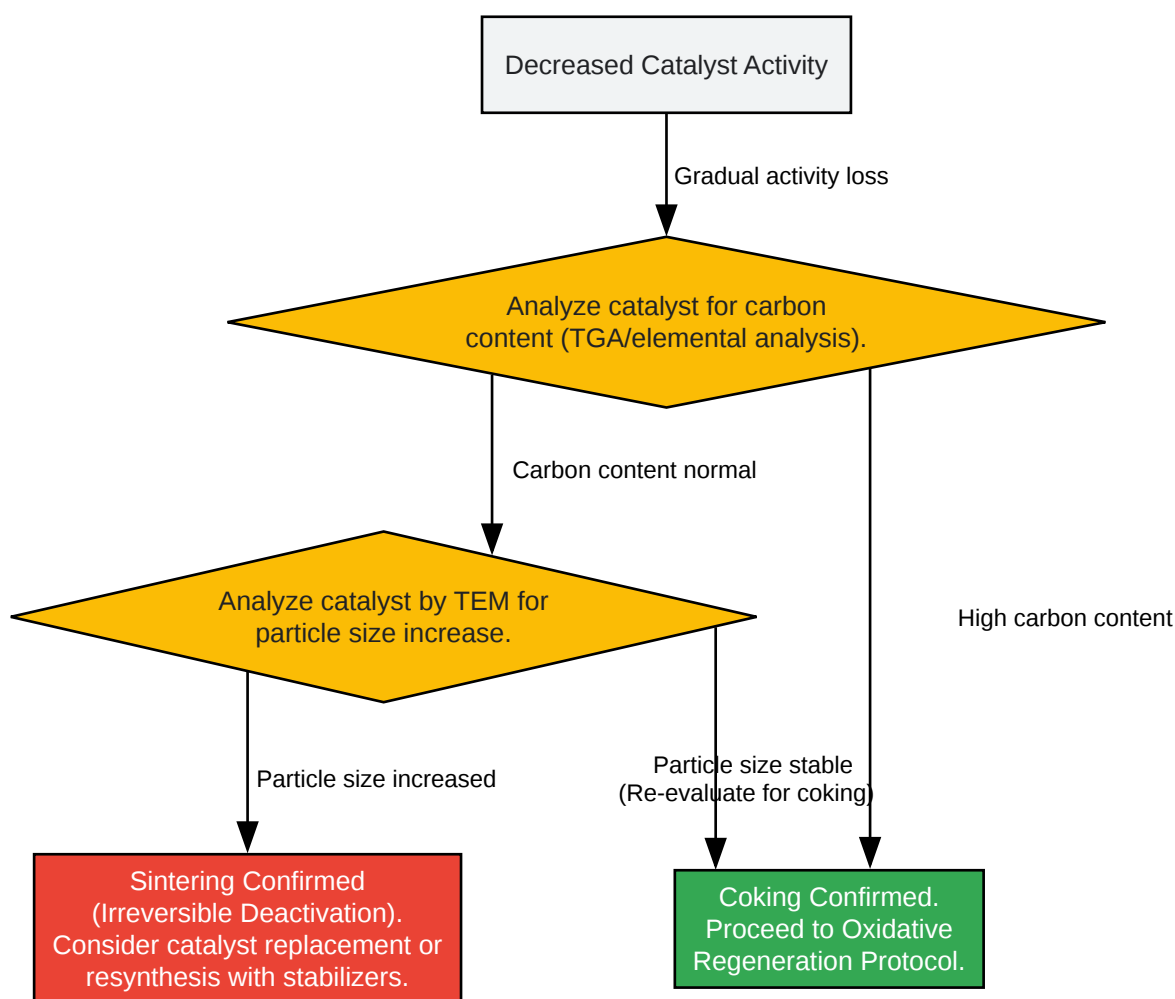 Decreased Catalyst Activity
Gradual activity loss
Analyze catalyst for carbon
content (TGA/elemental analysis).
Carbon content normal
Analyze catalyst by TEM for
particle size increase.
High carbon content
Particle size increased
Particle size stable
(Re-evaluate for coking)
Sintering Confirmed
(Irreversible Deactivation).
Consider catalyst replacement or
resynthesis with stabilizers.
Coking Confirmed.
Proceed to Oxidative
Regeneration Protocol.